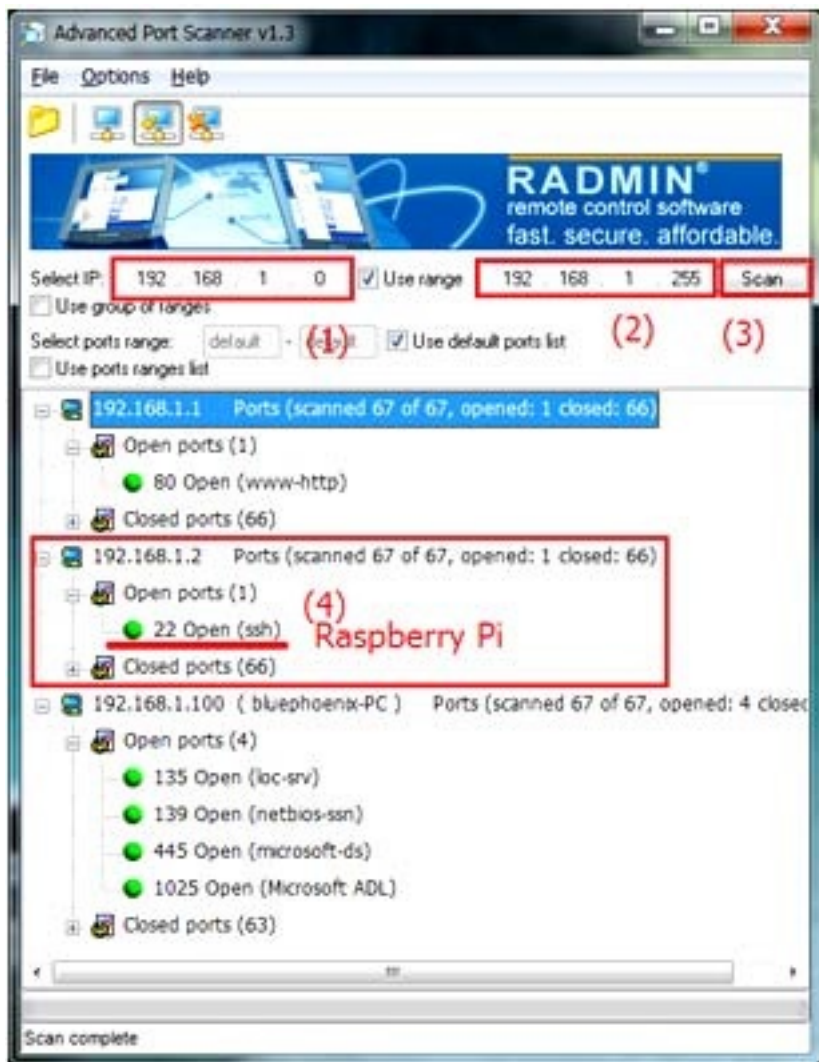 Advanced Port Scanner v1.3
File Options Help
RADMIN®
remote control software
fast. secure. affordable.
Select IP: 192 . 168 . 1 . 0 Use range 192 . 168 . 1 . 255 Scan
Use group of ranges
(1) (2) (3)
Select ports range: default - default Use default ports list
Use ports ranges list
192.168.1.1 Ports (scanned 67 of 67, opened: 1 closed: 66)
Open ports (1)
80 Open (www-http)
Closed ports (66)
192.168.1.2 Ports (scanned 67 of 67, opened: 1 closed: 66)
Open ports (1)
(4)
22 Open (ssh) Raspberry Pi
Closed ports (66)
192.168.1.100 ( bluephoenix-PC ) Ports (scanned 67 of 67, opened: 4 closed
Open ports (4)
135 Open (loc-srv)
139 Open (netbios-ssn)
445 Open (microsoft-ds)
1025 Open (Microsoft ADL)
Closed ports (63)
Scan complete